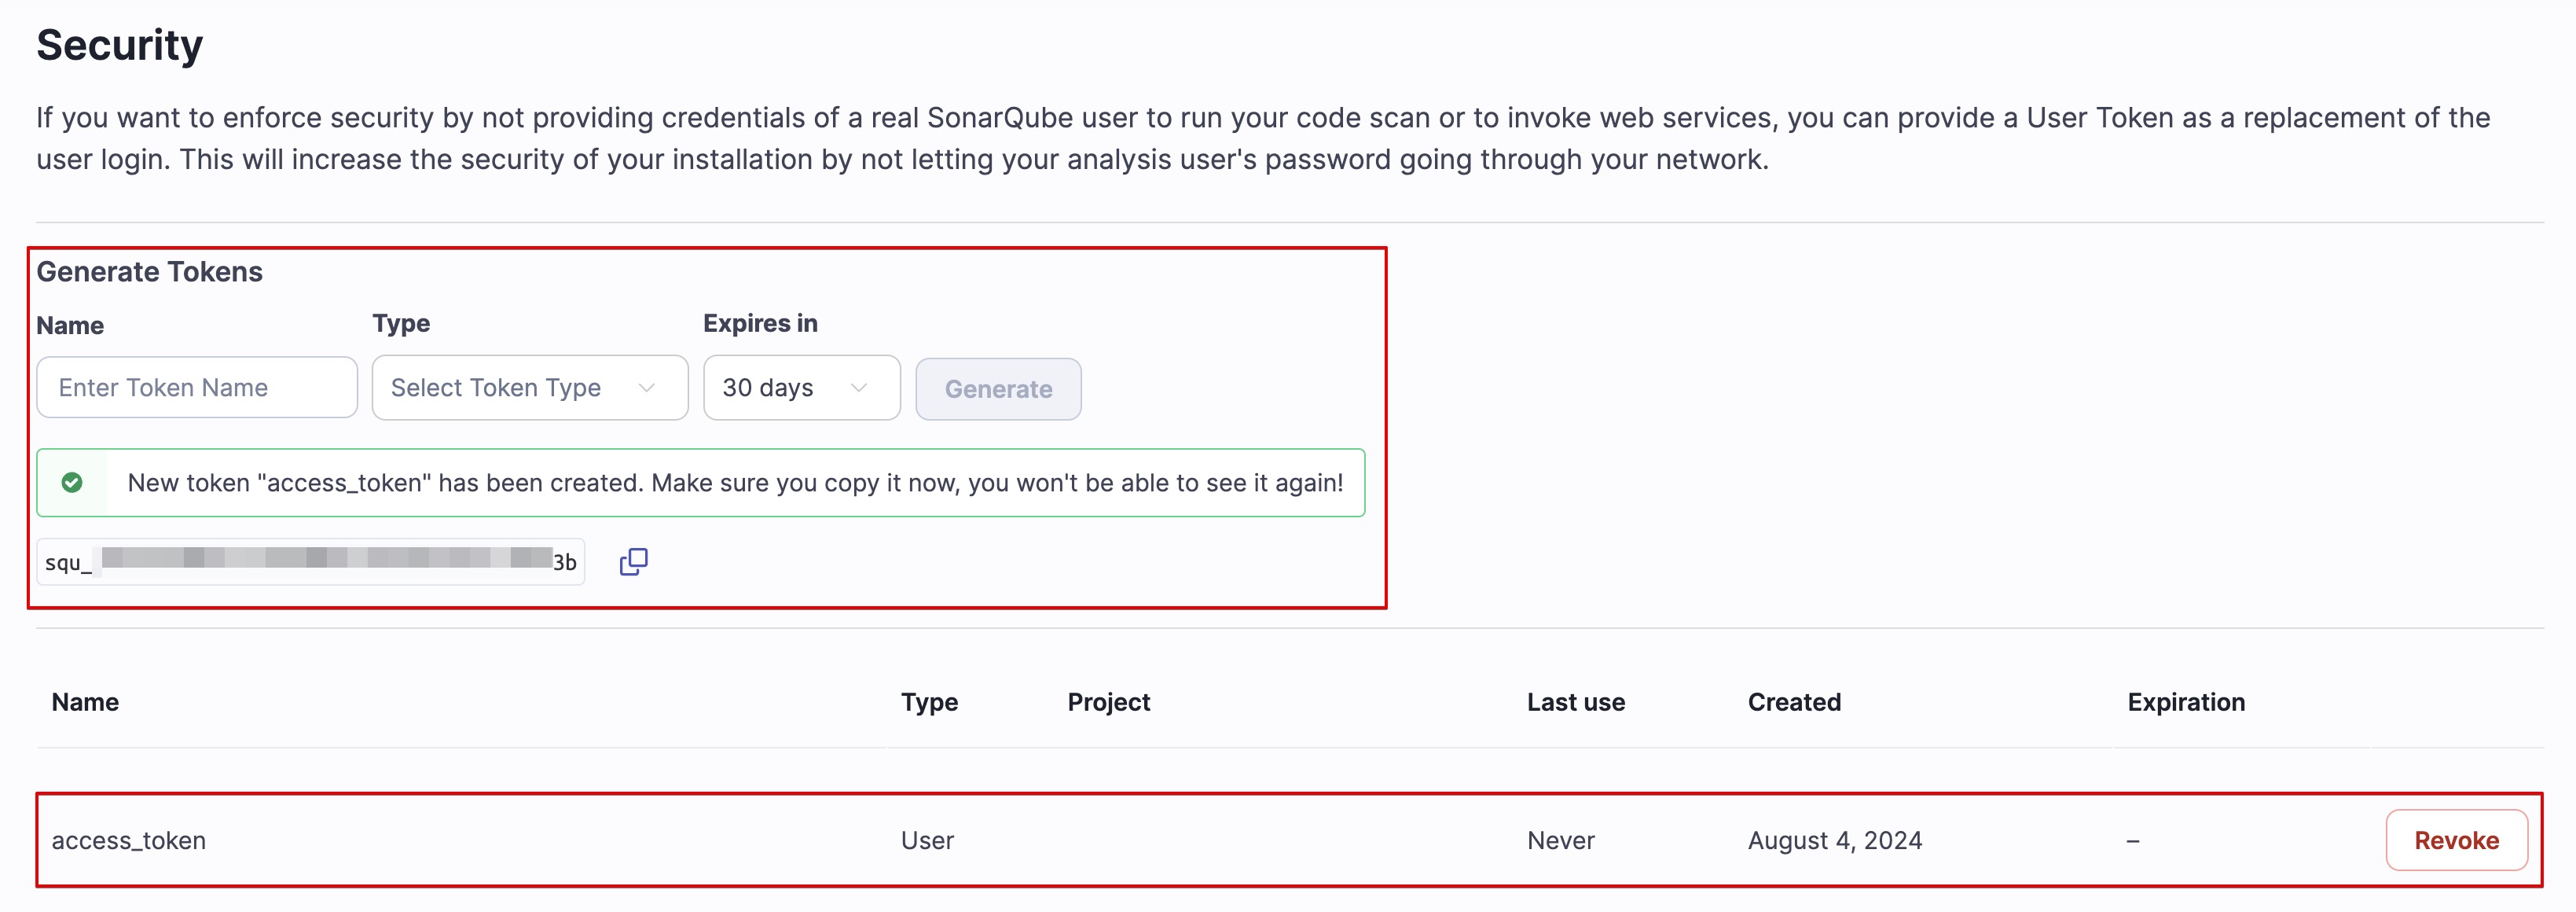 Security
If you want to enforce security by not providing credentials of a real SonarQube user to run your code scan or to invoke web services, you can provide a User Token as a replacement of the
user login. This will increase the security of your installation by not letting your analysis user's password going through your network.
Generate Tokens
Name Type Expires in
Enter Token Name Select Token Type 30 days Generate
New token "access_token" has been created. Make sure you copy it now, you won't be able to see it again!
squ_ 3b
Name Type Project Last use Created Expiration
access_token User Never August 4, 2024 – Revoke